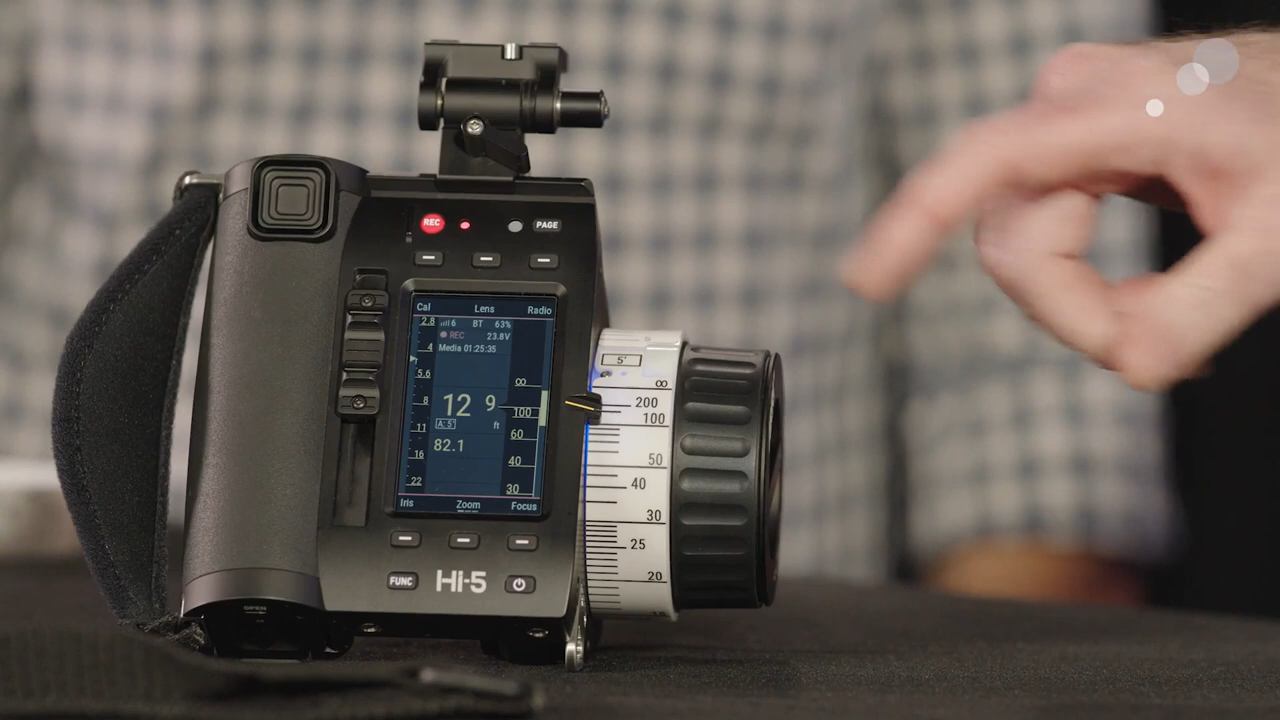 REC PAGE
Cal Lens Radio
6 BT 63%
REC 23.8V
Media 01:25:35
2.8
4
5.6
8
11
16
22
12 9
A: 5' ft
82.1
∞
100
60
40
30
Iris Zoom Focus
FUNC Hi-5
OPEN
5'
∞
200
100
50
40
30
25
20